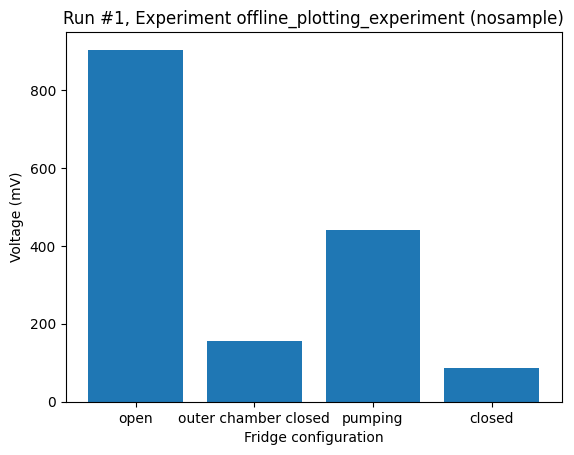 Run #1, Experiment offline_plotting_experiment (nosample)
Voltage (mV)
800
600
400
200
0
open outer chamber closed pumping closed
Fridge configuration